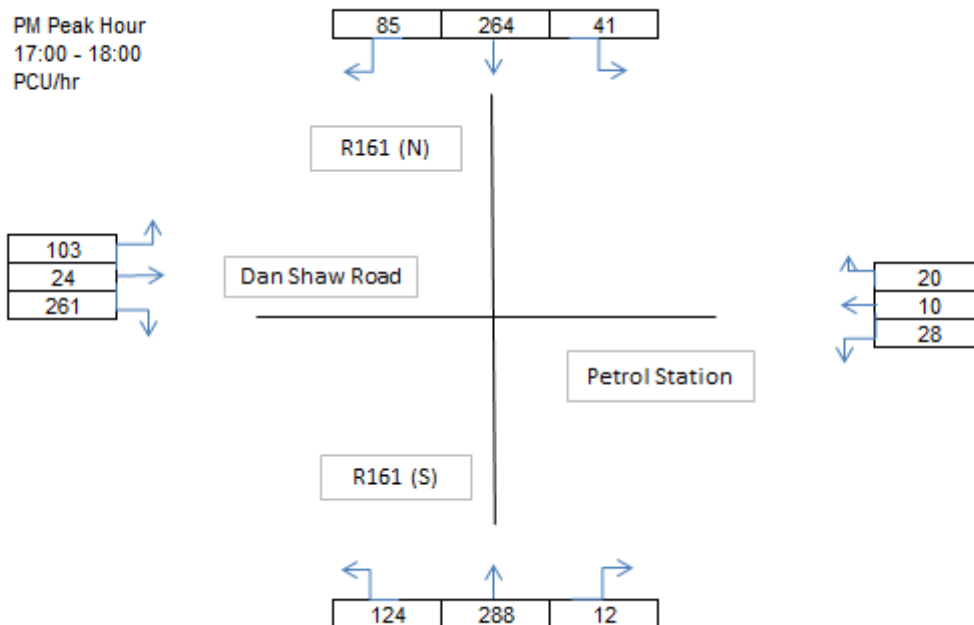 PM Peak Hour
17:00 - 18:00
PCU/hr
85 264 41
R161 (N)
103
24
261
Dan Shaw Road
20
10
28
Petrol Station
R161 (S)
124 288 12